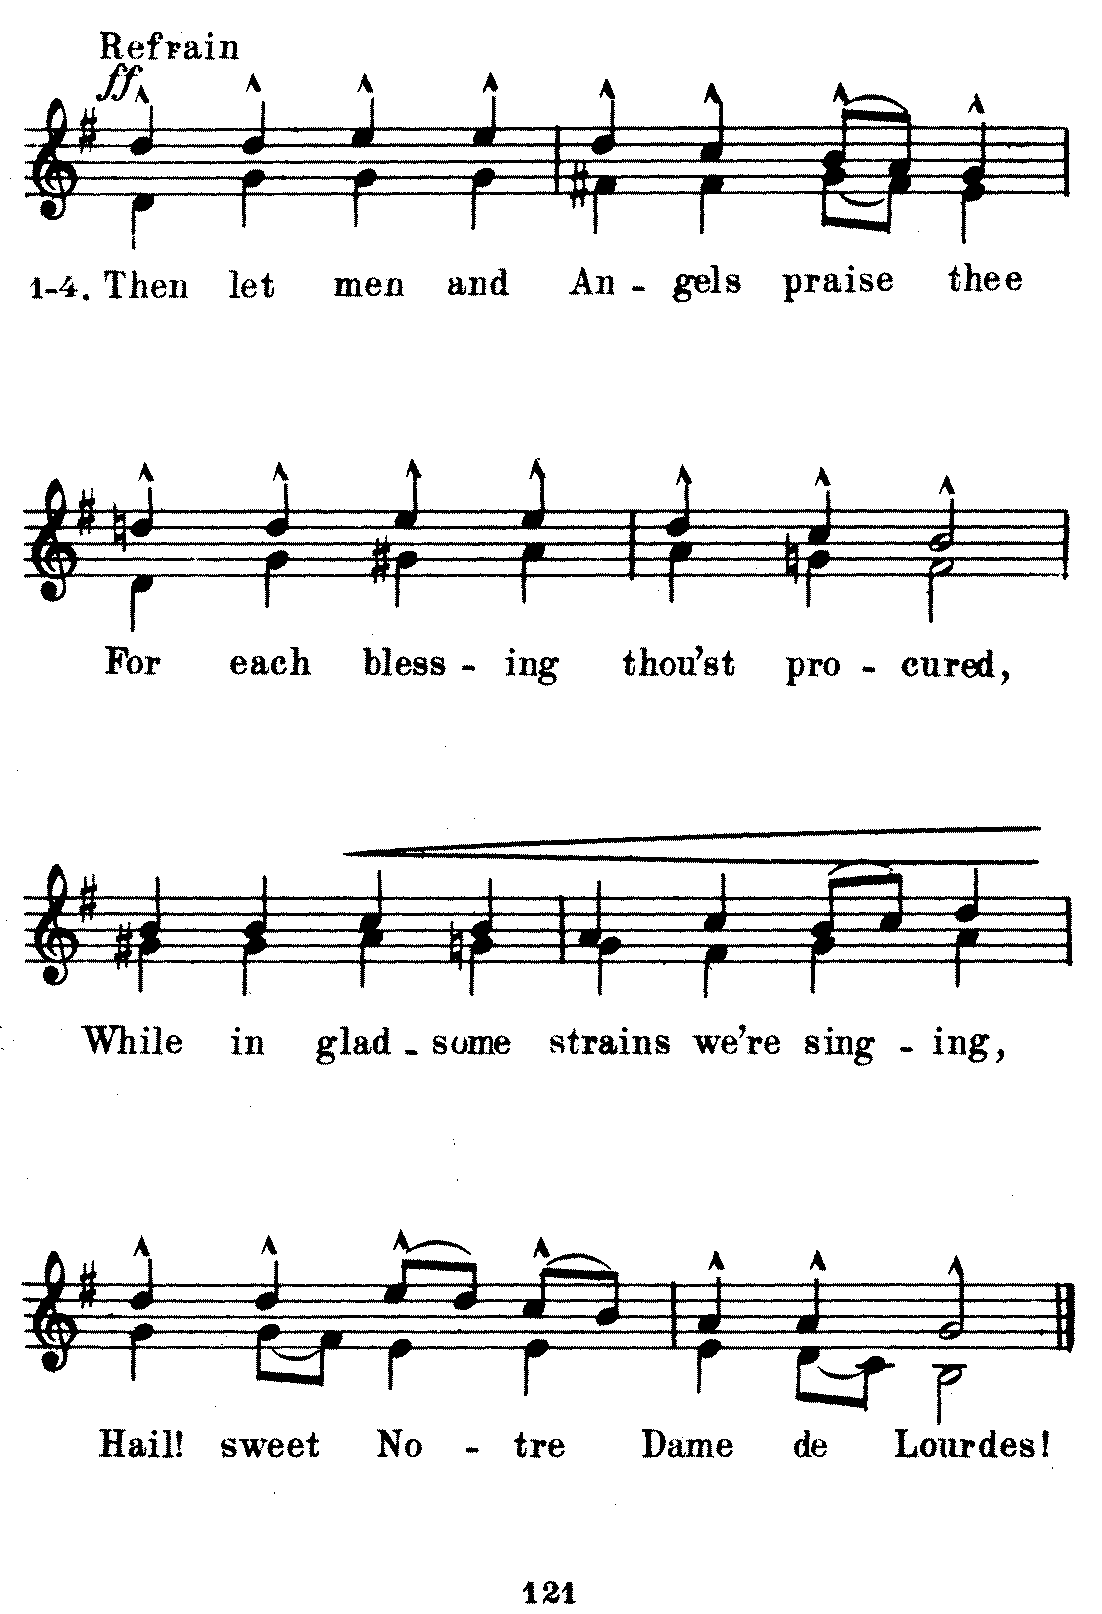 Refrain
ff
1-4. Then let men and An - gels praise thee
For each bless - ing thou'st pro - cured,
While in glad - some strains we're sing - ing,
Hail! sweet No - tre Dame de Lourdes!
121